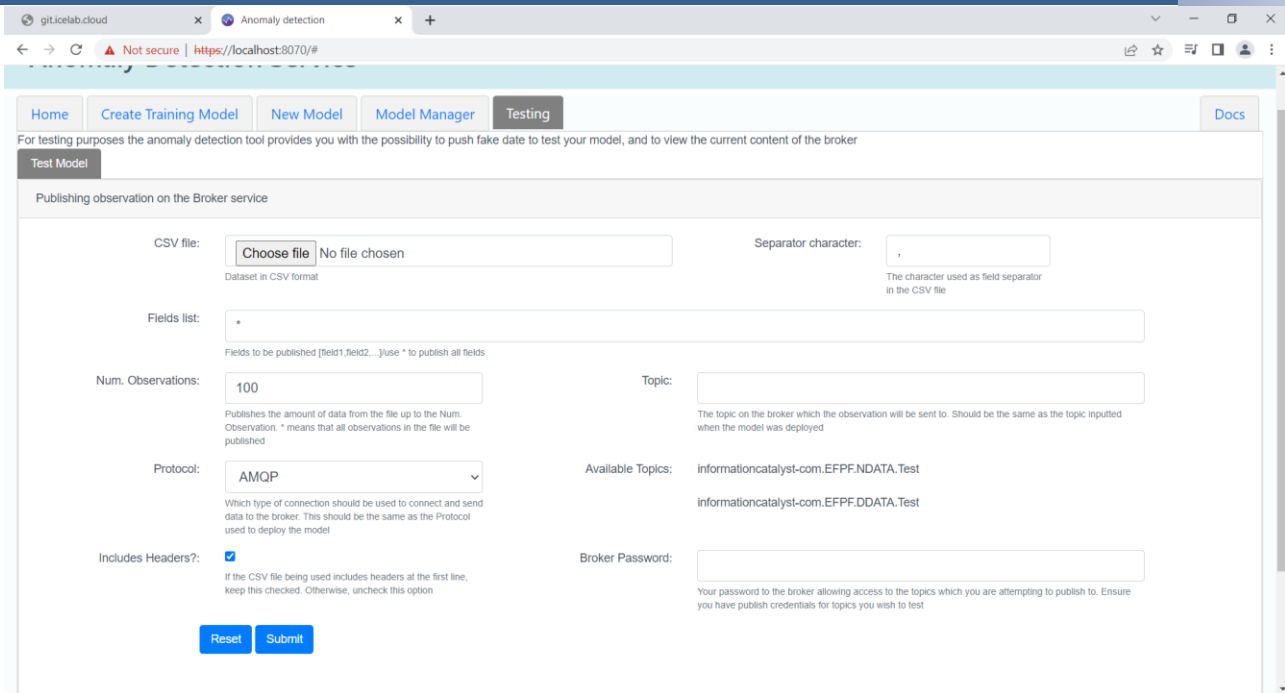 git.icelab.cloud
Anomaly detection
Not secure | https://localhost:8070/#
Anomaly Detection Service
Home
Create Training Model
New Model
Model Manager
Testing
Docs
For testing purposes the anomaly detection tool provides you with the possibility to push fake date to test your model, and to view the current content of the broker
Test Model
Publishing observation on the Broker service
CSV file:
Choose file No file chosen
Dataset in CSV format
Separator character:
,
The character used as field separator
in the CSV file
Fields list:
*
Fields to be published [field1,field2,...]/use * to publish all fields
Num. Observations:
100
Publishes the amount of data from the file up to the Num.
Observation. * means that all observations in the file will be
published
Topic:
The topic on the broker which the observation will be sent to. Should be the same as the topic inputted
when the model was deployed
Protocol:
AMQP
Which type of connection should be used to connect and send
data to the broker. This should be the same as the Protocol
used to deploy the model
Available Topics:
informationcatalyst-com.EFPF.NDATA.Test
informationcatalyst-com.EFPF.DDATA.Test
Includes Headers?:
If the CSV file being used includes headers at the first line,
keep this checked. Otherwise, uncheck this option
Broker Password:
Your password to the broker allowing access to the topics which you are attempting to publish to. Ensure
you have publish credentials for topics you wish to test
Reset
Submit